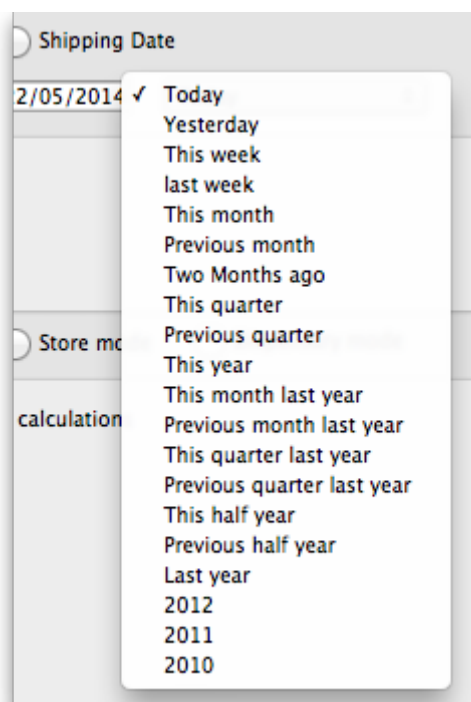 Shipping Date
2/05/2014 ✓ Today
Yesterday
This week
last week
This month
Previous month
Two Months ago
This quarter
Previous quarter
Store mo
This year
This month last year
calculation
Previous month last year
This quarter last year
Previous quarter last year
This half year
Previous half year
Last year
2012
2011
2010